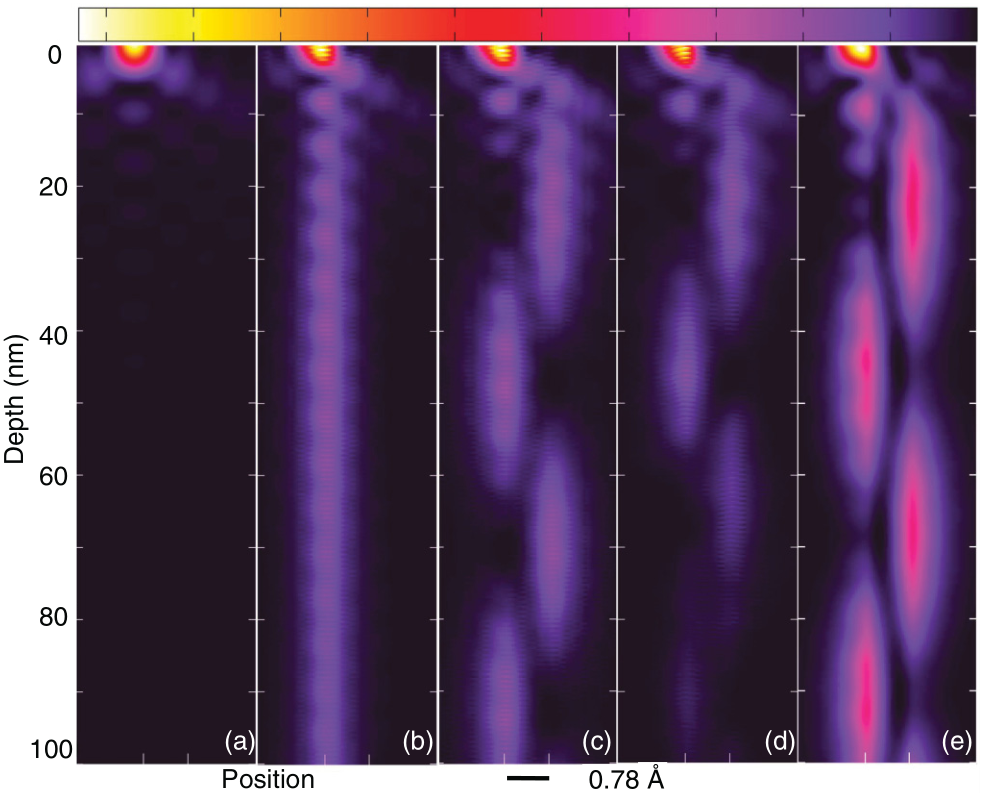 0
20
40
60
80
100
Depth (nm)
(a)
(b)
(c)
(d)
(e)
Position
0.78 Å